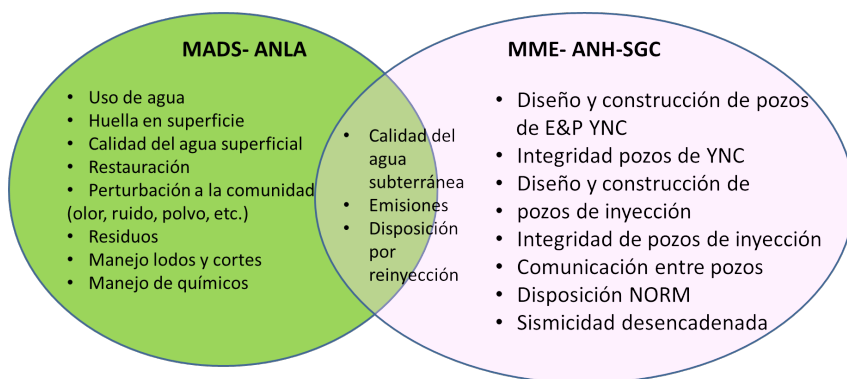 MADS- ANLA
• Uso de agua
• Huella en superficie
• Calidad del agua superficial
• Restauración
• Perturbación a la comunidad
(olor, ruido, polvo, etc.)
• Residuos
• Manejo lodos y cortes
• Manejo de químicos
• Calidad del
agua
subterránea
• Emisiones
• Disposición
por
reinyección
MME- ANH-SGC
• Diseño y construcción de pozos
de E&P YNC
• Integridad pozos de YNC
• Diseño y construcción de
• pozos de inyección
• Integridad de pozos de inyección
• Comunicación entre pozos
• Disposición NORM
• Sismicidad desencadenada